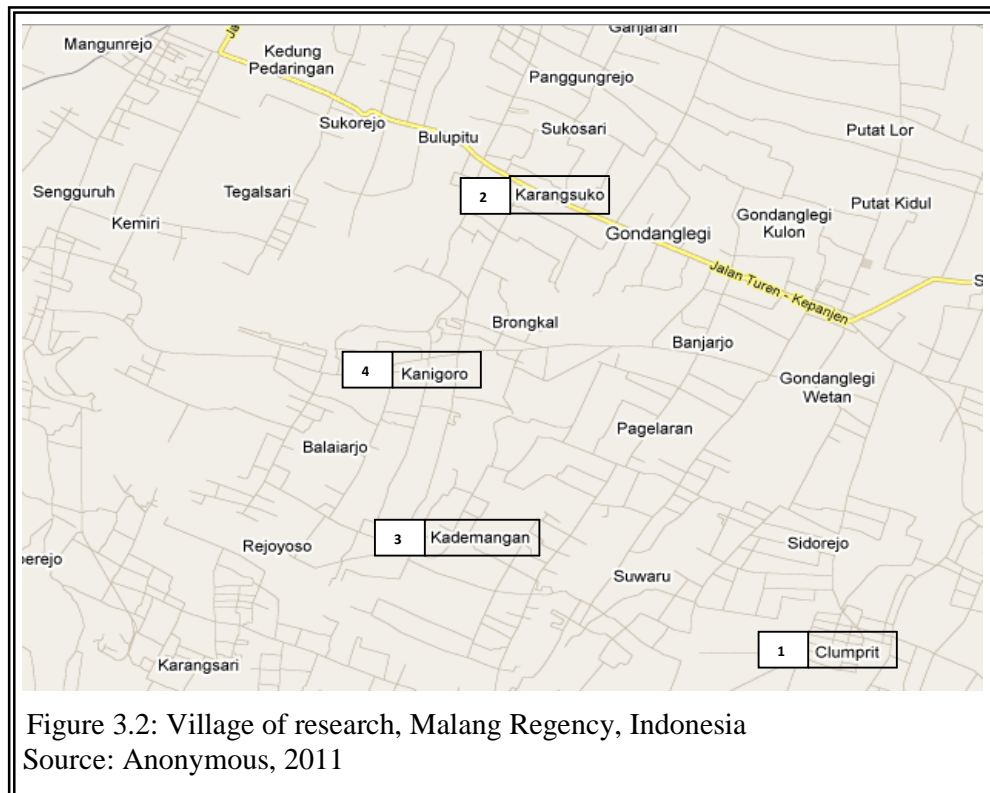 Ja
Ganjaran
Mangunrejo
Kedung
Pedaringan
Panggungrejo
Sukorejo
Sukosari
Bulupitu
Putat Lor
Sengguruh
Tegalsari
2
Karangsuko
Putat Kidul
Kemiri
Gondanglegi
Kulon
Gondanglegi
Jalan Turen - Kepanjen
S
Brongkal
Banjarjo
4
Kanigoro
Gondanglegi
Wetan
Pagelaran
Balaiarjo
3
Kademangan
Rejoyoso
Sidorejo
perejo
Suwaru
1
Clumprit
Karangsari
Figure 3.2: Village of research, Malang Regency, Indonesia
Source: Anonymous, 2011